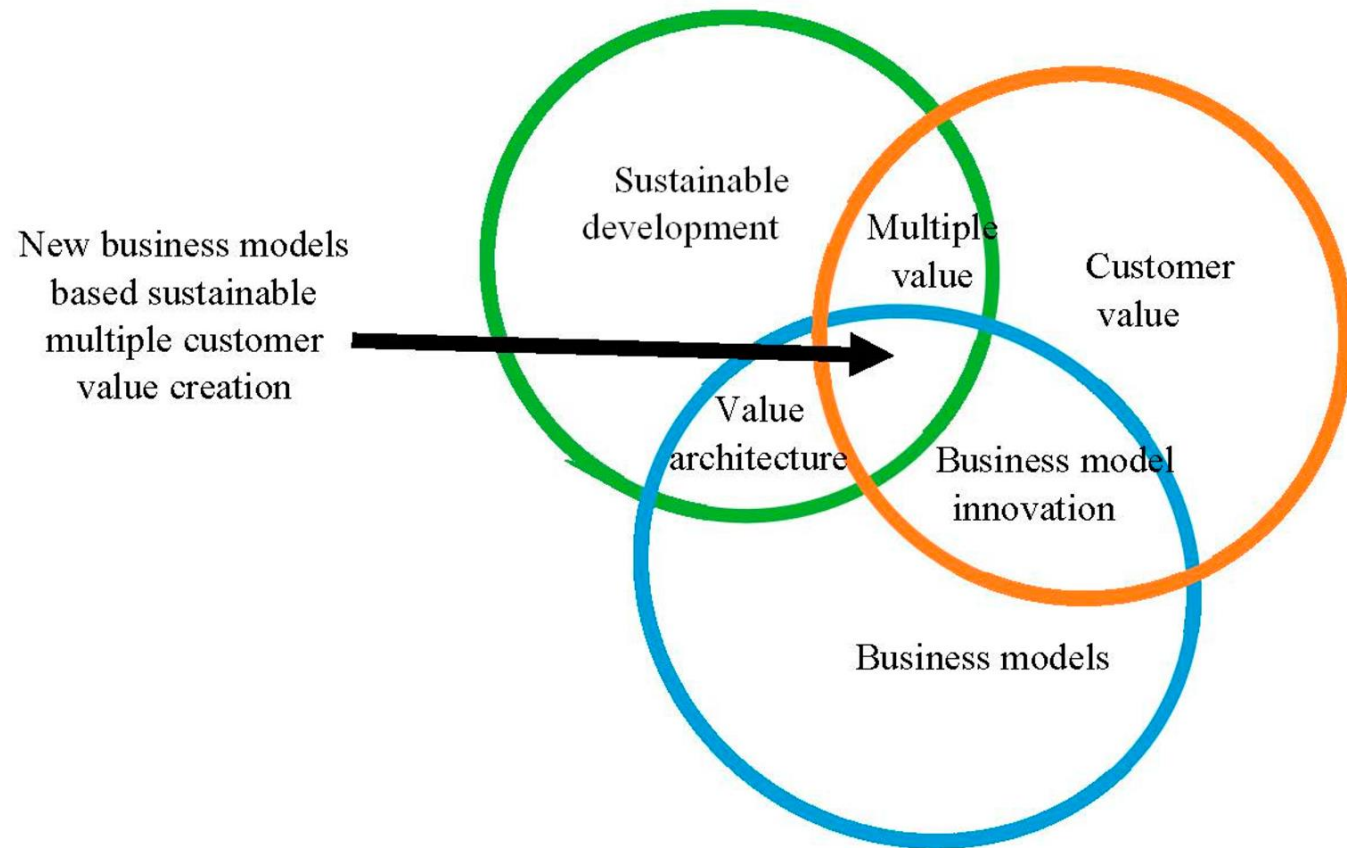 New business models
based sustainable
multiple customer
value creation
Sustainable
development
Multiple
value
Customer
value
Value
architecture
Business model
innovation
Business models